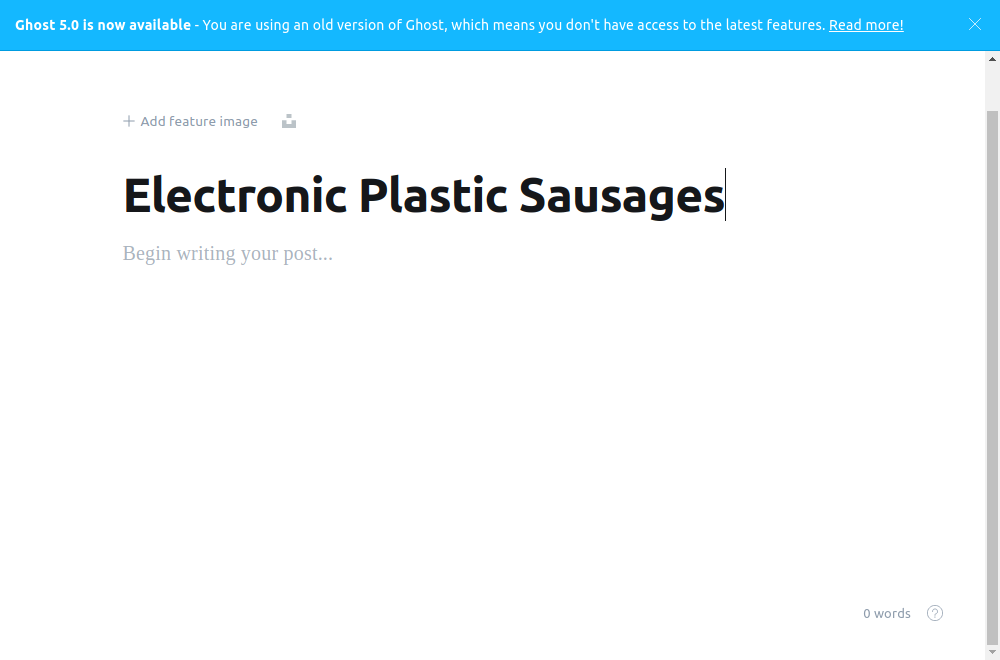 Ghost 5.0 is now available - You are using an old version of Ghost, which means you don't have access to the latest features. Read more!
Add feature image
Electronic Plastic Sausages
Begin writing your post...
0 words ?